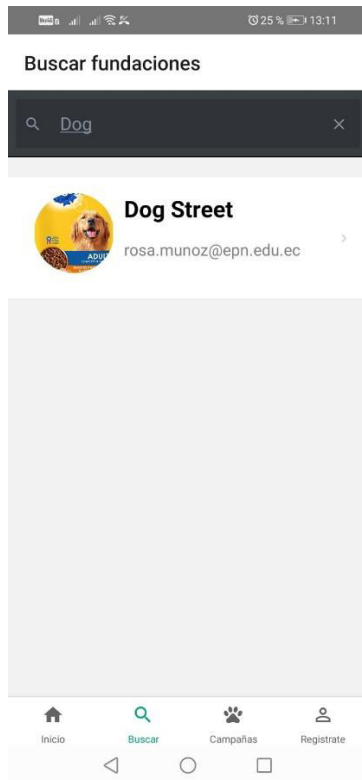 25 % 13:11
Buscar fundaciones
Dog
Dog Street
rosa.munoz@epn.edu.ec
ADUL
Inicio
Buscar
Campañas
Registrate